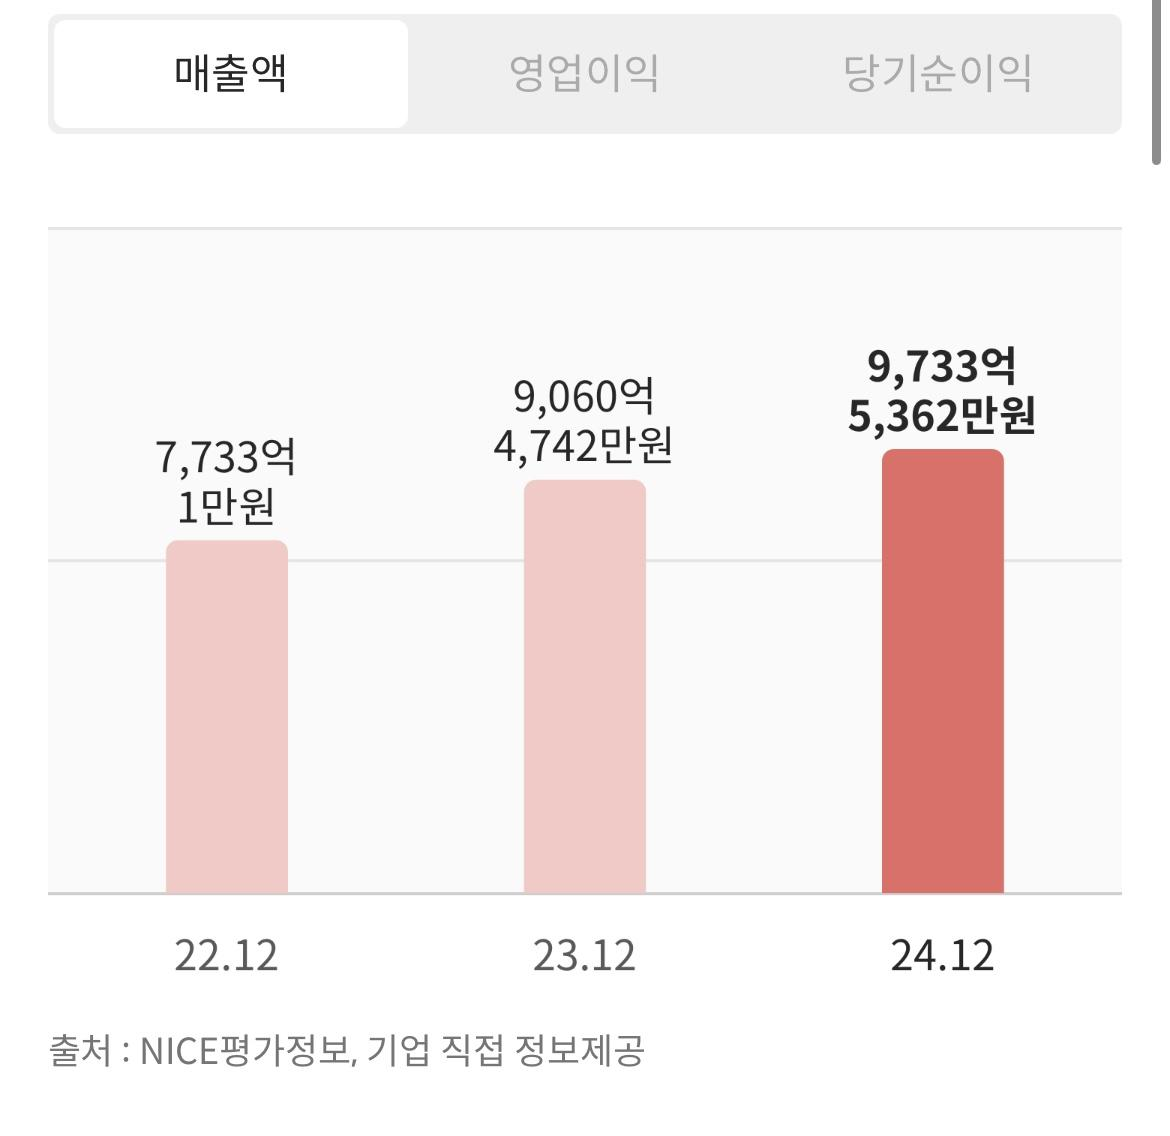 매출액 영업이익 당기순이익
7,733억
1만원
9,060억
4,742만원
9,733억
5,362만원
22.12 23.12 24.12
출처 : NICE평가정보, 기업 직접 정보제공